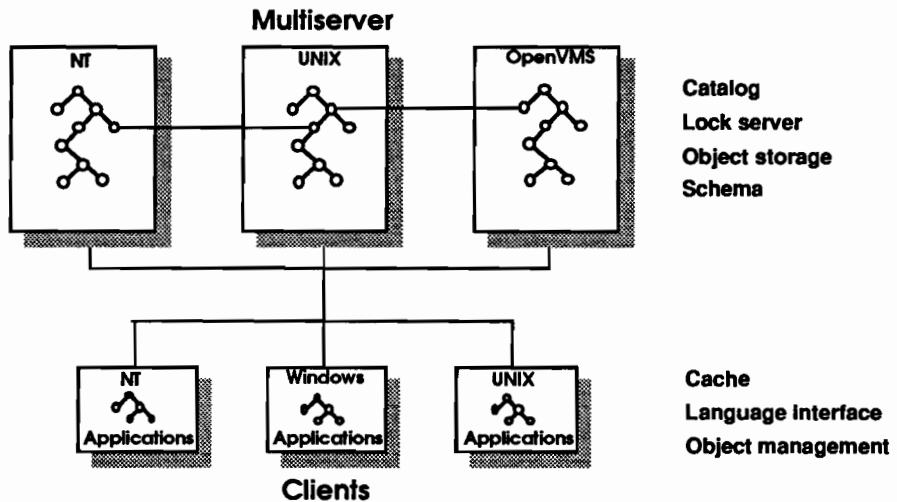 Multiserver
NT
UNIX
OpenVMS
Catalog
Lock server
Object storage
Schema
NT
Applications
Windows
Applications
UNIX
Applications
Cache
Language interface
Object management
Clients